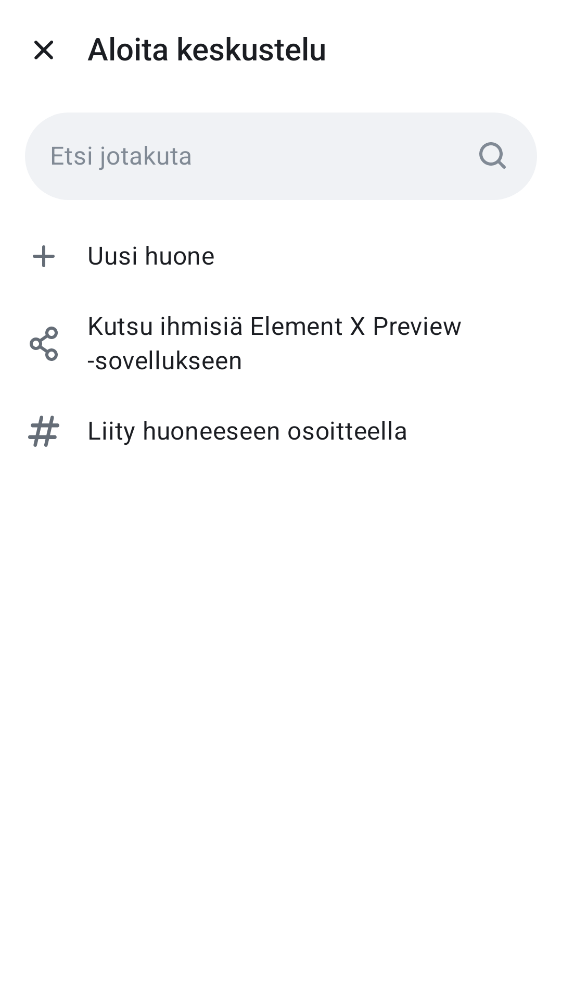 Aloita keskustelu
Etsi jotakuta
Uusi huone
Kutsu ihmisiä Element X Preview
-sovellukseen
Liity huoneeseen osoitteella